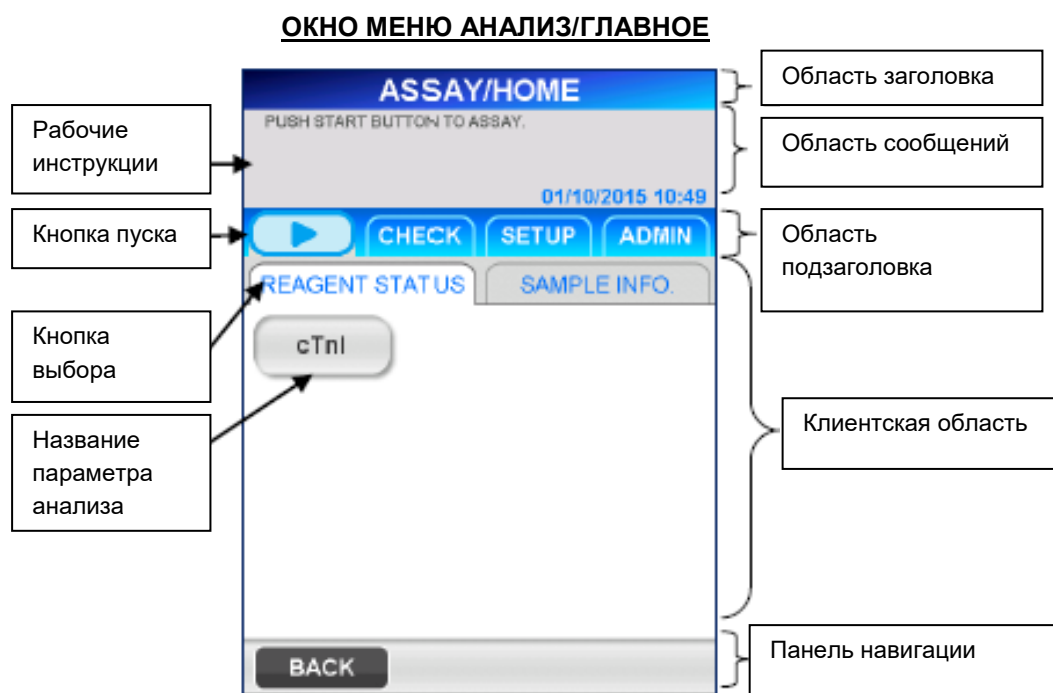 ОКНО МЕНЮ АНАЛИЗ/ГЛАВНОЕ
ASSAY/HOME
Область заголовка
PUSH START BUTTON TO ASSAY.
Рабочие
инструкции
Область сообщений
01/10/2015 10:49
Кнопка пуска
CHECK
SETUP
ADMIN
Область
подзаголовка
REAGENT STATUS
SAMPLE INFO.
Кнопка
выбора
cTnI
Название
параметра
анализа
Клиентская область
Панель навигации
BACK